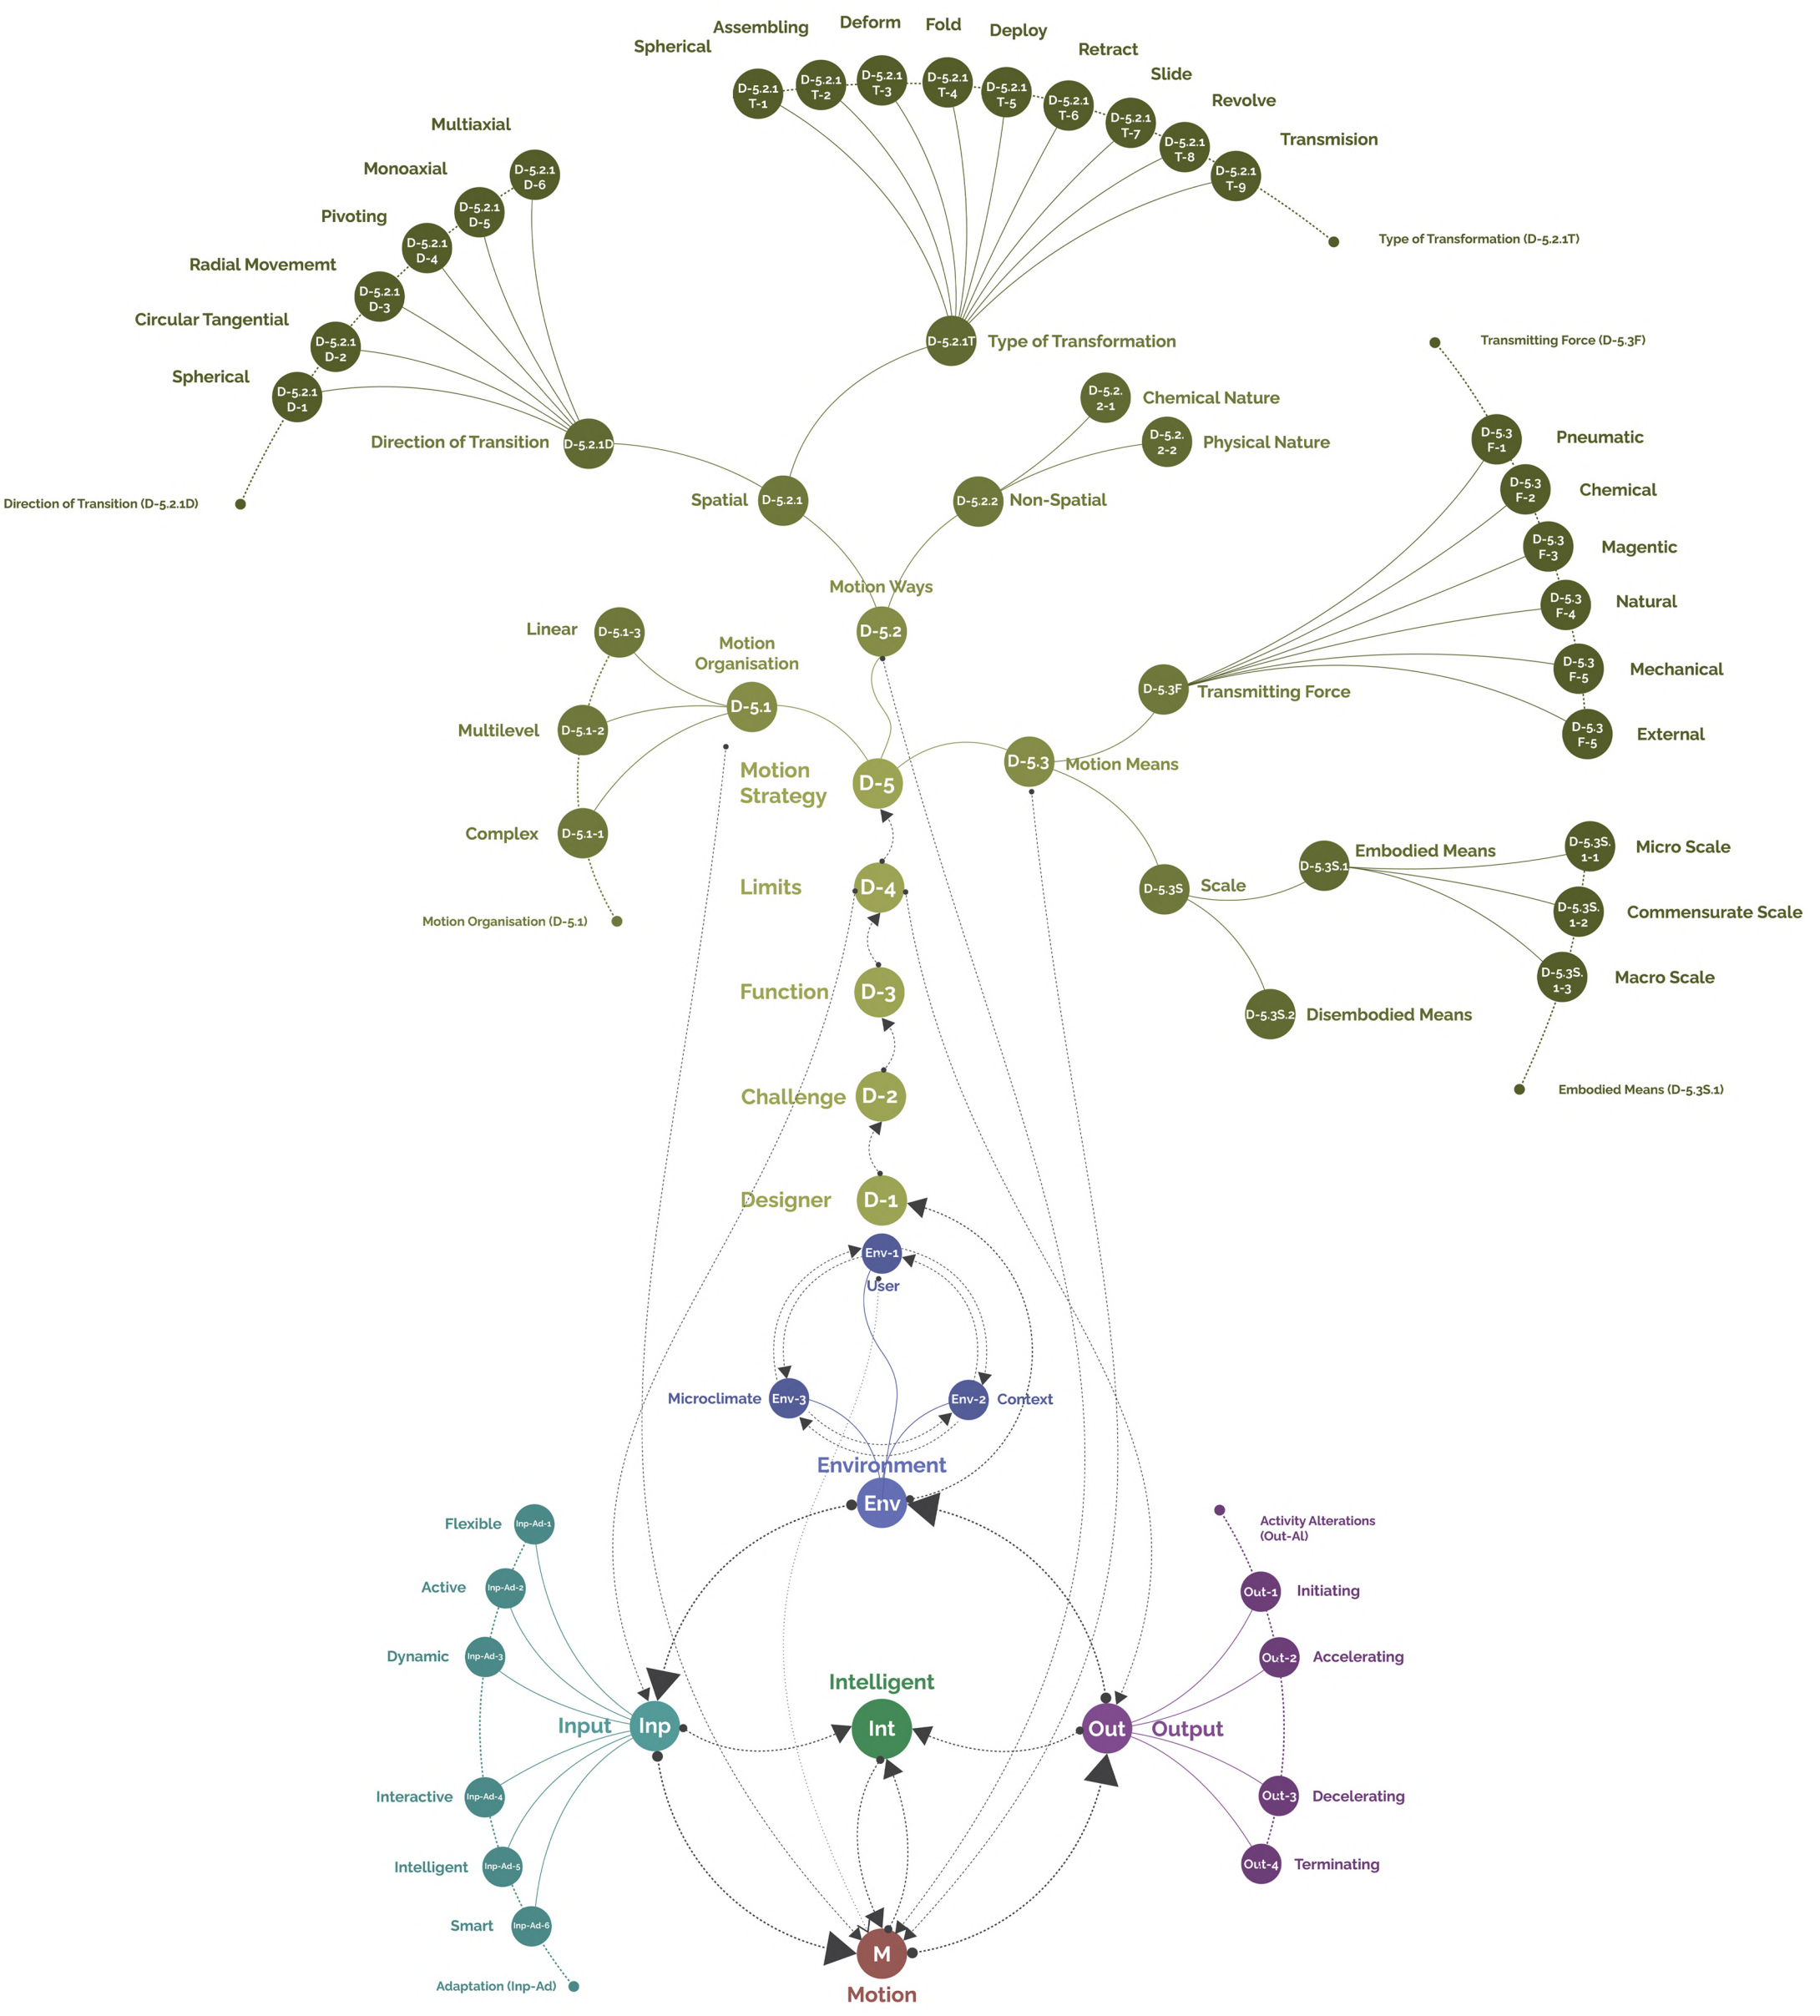 Spherical
Assembling
Deform
Fold
Deploy
Retract
Slide
Revolve
Transmision
D-5.2.1
T-1
D-5.2.1
T-2
D-5.2.1
T-3
D-5.2.1
T-4
D-5.2.1
T-5
D-5.2.1
T-6
D-5.2.1
T-7
D-5.2.1
T-8
D-5.2.1
T-9
Type of Transformation (D-5.2.1T)
Multiaxial
D-5.2.1
D-6
Monoaxial
D-5.2.1
D-5
Pivoting
D-5.2.1
D-4
Radial Movememt
D-5.2.1
D-3
Circular Tangential
D-5.2.1
D-2
Spherical
D-5.2.1
D-1
Direction of Transition (D-5.2.1D)
Direction of Transition
D-5.2.1D
D-5.2.1T
Type of Transformation
Spatial
D-5.2.1
D-5.2.
2-1
Chemical Nature
D-5.2.
2-2
Physical Nature
D-5.2.2
Non-Spatial
Transmitting Force (D-5.3F)
D-5.3
F-1
Pneumatic
D-5.3
F-2
Chemical
D-5.3
F-3
Magentic
D-5.3
F-4
Natural
D-5.3
F-5
Mechanical
D-5.3
F-5
External
D-5.3F
Transmitting Force
Motion Ways
D-5.2
Linear
D-5.1-3
Motion
Organisation
D-5.1
Multilevel
D-5.1-2
Complex
D-5.1-1
Motion Organisation (D-5.1)
Motion
Strategy
D-5
D-5.3
Motion Means
D-5.3S
Scale
D-5.3S.1
Embodied Means
D-5.3S.
1-1
Micro Scale
D-5.3S.
1-2
Commensurate Scale
D-5.3S.
1-3
Macro Scale
D-5.3S.2
Disembodied Means
Embodied Means (D-5.3S.1)
Limits
D-4
Function
D-3
Challenge
D-2
Designer
D-1
Env-1
User
Microclimate
Env-3
Env-2
Context
Environment
Env
Flexible
Inp-Ad-1
Active
Inp-Ad-2
Dynamic
Inp-Ad-3
Input
Inp
Interactive
Inp-Ad-4
Intelligent
Inp-Ad-5
Smart
Inp-Ad-6
Adaptation (Inp-Ad)
Intelligent
Int
Activity Alterations
(Out-Al)
Out-1
Initiating
Out-2
Accelerating
Out
Output
Out-3
Decelerating
Out-4
Terminating
M
Motion